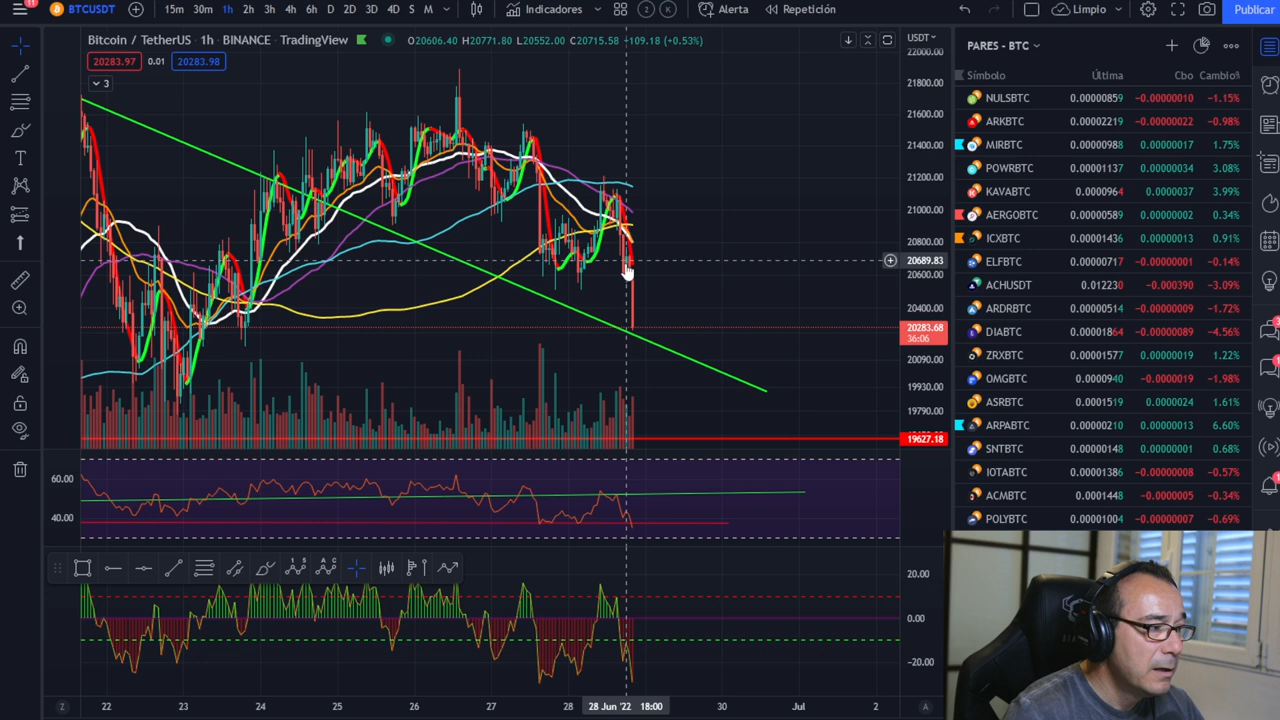 11
BTCUSDT
15m 30m 1h 2h 3h 4h 6h D 2D 3D 4D S M
Indicadores
2 K
Alerta
Repetición
Limpio
Publicar
Bitcoin / TetherUS · 1h · BINANCE · TradingView
O20606.40 H20771.80 L20552.00 C20715.58 +109.18 (+0.53%)
20283.97 0.01 20283.98
3
USDT
22000.00
21800.00
21600.00
21400.00
21200.00
21000.00
20800.00
20689.83
20600.00
20400.00
20283.68
36:06
20090.00
19930.00
19790.00
19627.18
60.00
40.00
20.00
0.00
−20.00
22 23 24 25 26 27 28 28 Jun '22 18:00 30 Jul 2
Z
A
PARES - BTC
Símbolo Última Cbo Cambio%
NULSBTC 0.00000859 −0.00000010 −1.15%
ARKBTC 0.00002219 −0.00000022 −0.98%
MIRBTC 0.00000988 0.00000017 1.75%
POWRBTC 0.00001137 0.00000034 3.08%
KAVABTC 0.0000964 0.0000037 3.99%
AERGOBTC 0.00000589 0.00000002 0.34%
ICXBTC 0.00001436 0.00000013 0.91%
ELFBTC 0.00000717 −0.00000001 −0.14%
ACHUSDT 0.012230 −0.000390 −3.09%
ARDRBTC 0.00000514 −0.00000009 −1.72%
DIABTC 0.00001864 −0.00000089 −4.56%
ZRXBTC 0.00001577 0.00000019 1.22%
OMGBTC 0.0000940 −0.0000019 −1.98%
ASRBTC 0.0001519 0.0000024 1.61%
ARPABTC 0.00000210 0.00000013 6.60%
SNTBTC 0.00000148 0.00000001 0.68%
IOTABTC 0.00001386 −0.00000008 −0.57%
ACMBTC 0.0001448 −0.0000005 −0.34%
POLYBTC 0.00001004 −0.00000007 −0.69%